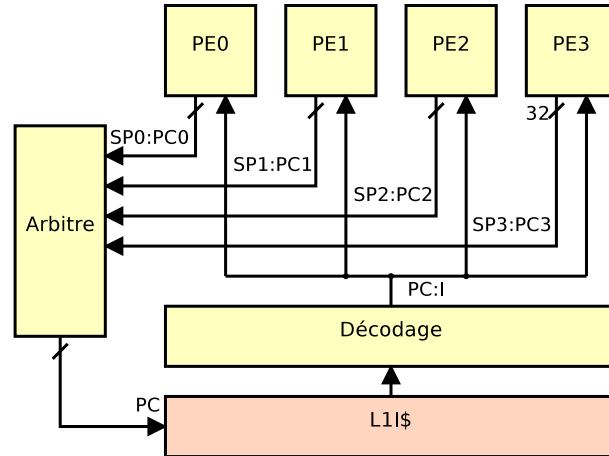 PE0
PE1
PE2
PE3
32
SP0:PC0
SP1:PC1
SP2:PC2
SP3:PC3
Arbitre
PC:I
Décodage
PC
L1I$